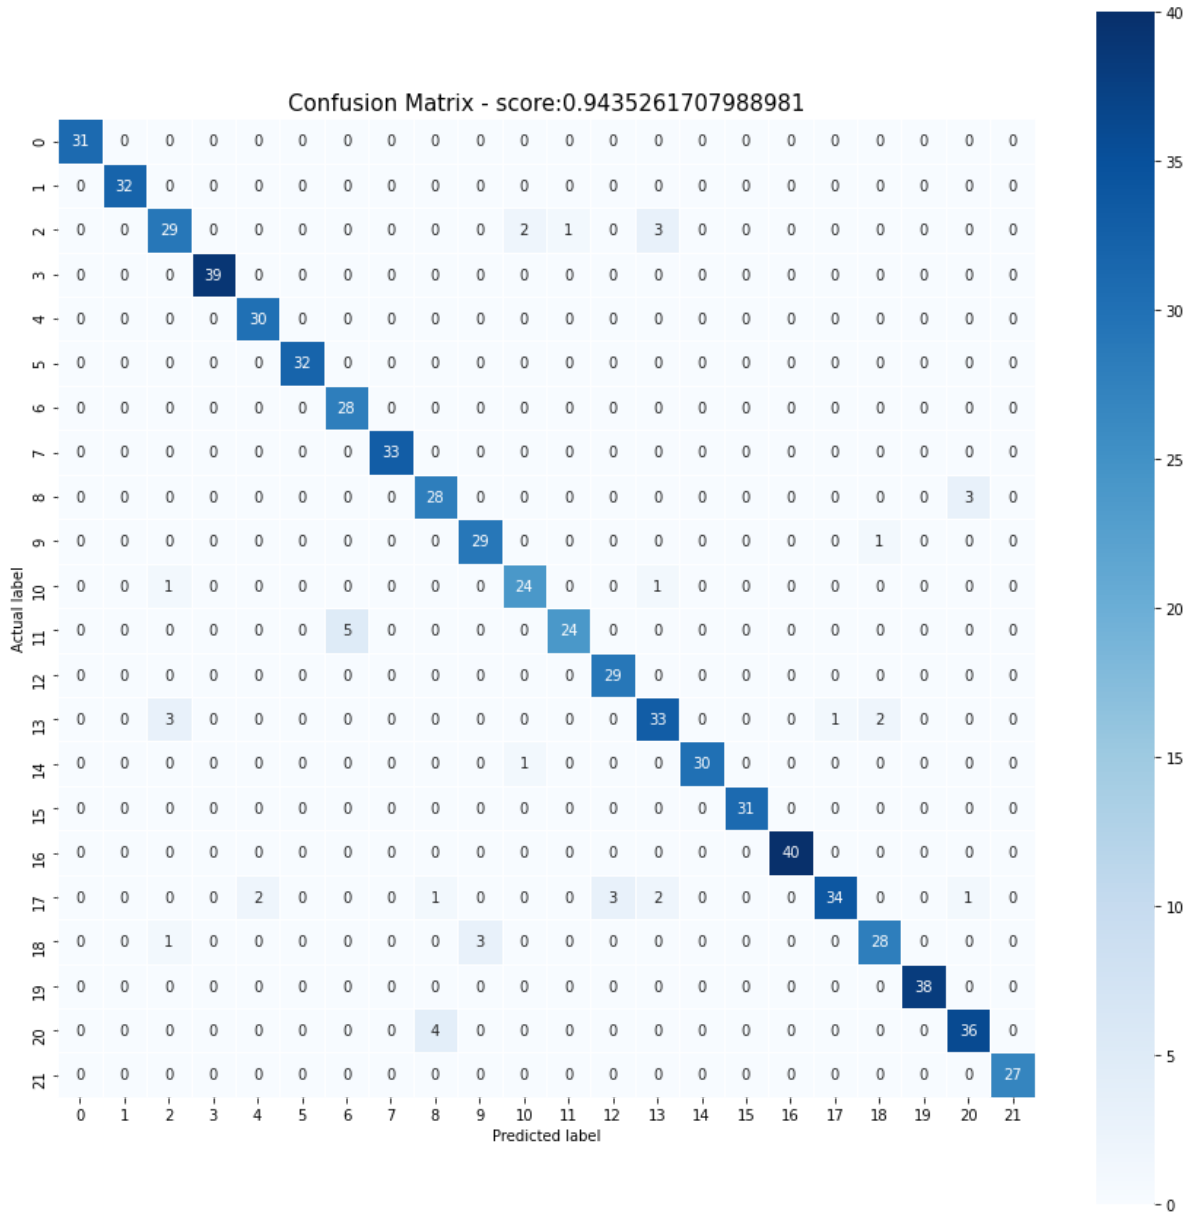 Confusion Matrix - score:0.9435261707988981
0 31 0 0 0 0 0 0 0 0 0 0 0 0 0 0 0 0 0 0 0 0 0
1 0 32 0 0 0 0 0 0 0 0 0 0 0 0 0 0 0 0 0 0 0 0
2 0 0 29 0 0 0 0 0 0 0 2 1 0 3 0 0 0 0 0 0 0 0
3 0 0 0 39 0 0 0 0 0 0 0 0 0 0 0 0 0 0 0 0 0 0
4 0 0 0 0 30 0 0 0 0 0 0 0 0 0 0 0 0 0 0 0 0 0
5 0 0 0 0 0 32 0 0 0 0 0 0 0 0 0 0 0 0 0 0 0 0
6 0 0 0 0 0 0 28 0 0 0 0 0 0 0 0 0 0 0 0 0 0 0
7 0 0 0 0 0 0 0 33 0 0 0 0 0 0 0 0 0 0 0 0 0 0
8 0 0 0 0 0 0 0 0 28 0 0 0 0 0 0 0 0 0 0 0 3 0
9 0 0 0 0 0 0 0 0 0 29 0 0 0 0 0 0 0 0 1 0 0 0
10 0 0 1 0 0 0 0 0 0 0 24 0 0 1 0 0 0 0 0 0 0 0
11 0 0 0 0 0 0 5 0 0 0 0 24 0 0 0 0 0 0 0 0 0 0
12 0 0 0 0 0 0 0 0 0 0 0 0 29 0 0 0 0 0 0 0 0 0
13 0 0 3 0 0 0 0 0 0 0 0 0 0 33 0 0 0 1 2 0 0 0
14 0 0 0 0 0 0 0 0 0 0 1 0 0 0 30 0 0 0 0 0 0 0
15 0 0 0 0 0 0 0 0 0 0 0 0 0 0 0 31 0 0 0 0 0 0
16 0 0 0 0 0 0 0 0 0 0 0 0 0 0 0 0 40 0 0 0 0 0
17 0 0 0 0 2 0 0 0 1 0 0 0 3 2 0 0 0 34 0 0 1 0
18 0 0 1 0 0 0 0 0 0 3 0 0 0 0 0 0 0 0 28 0 0 0
19 0 0 0 0 0 0 0 0 0 0 0 0 0 0 0 0 0 0 0 38 0 0
20 0 0 0 0 0 0 0 0 4 0 0 0 0 0 0 0 0 0 0 0 36 0
21 0 0 0 0 0 0 0 0 0 0 0 0 0 0 0 0 0 0 0 0 0 27
0 1 2 3 4 5 6 7 8 9 10 11 12 13 14 15 16 17 18 19 20 21
Predicted label
Actual label
40
35
30
25
20
15
10
5
0